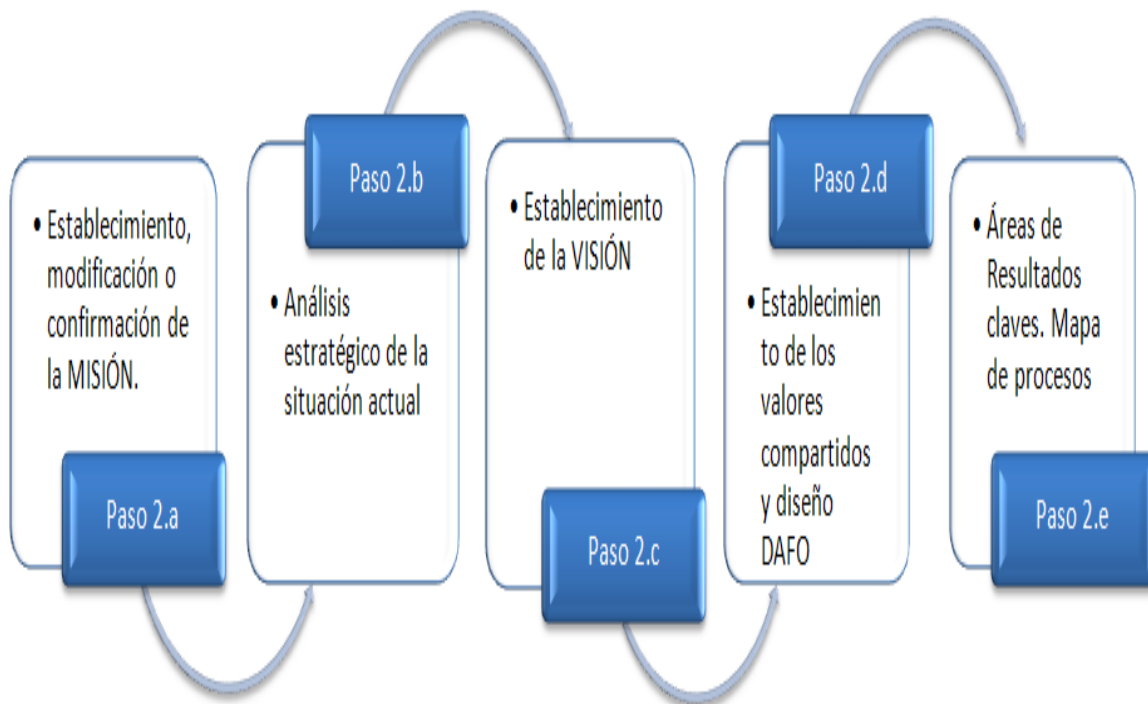 • Establecimiento,
modificación o
confirmación de
la MISIÓN.
Paso 2.a
Paso 2.b
• Análisis
estratégico de la
situación actual
• Establecimiento
de la VISIÓN
Paso 2.c
Paso 2.d
• Establecimien
to de los
valores
compartidos
y diseño
DAFO
• Áreas de
Resultados
claves. Mapa
de procesos
Paso 2.e